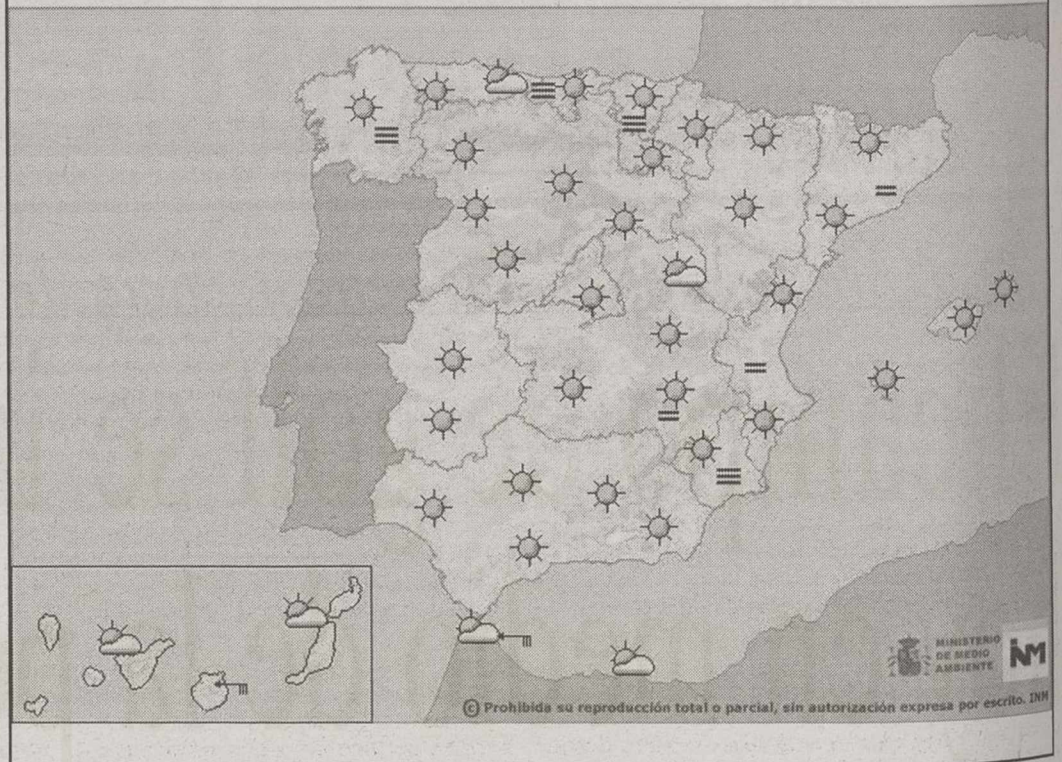 MINISTERIO
DE MEDIO
AMBIENTE
INM
© Prohibida su reproducción total o parcial, sin autorización expresa por escrito. INM